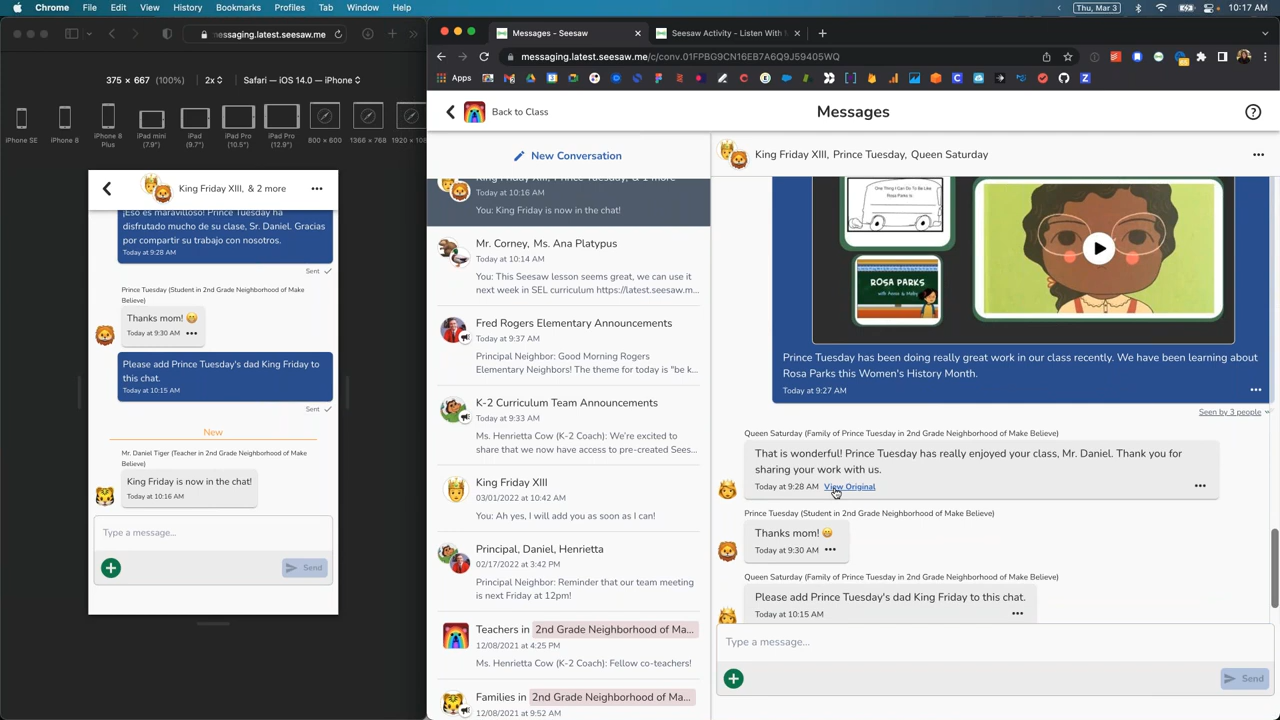 Chrome File Edit View History Bookmarks Profiles Tab Window Help
Thu, Mar 3 10:17 AM
messaging.latest.seesaw.me
375 × 667 (100%) 2x Safari – iOS 14.0 – iPhone
iPhone SE
iPhone 8
iPhone 8 Plus
iPad mini (7.9")
iPad (9.7")
iPad Pro (10.5")
iPad Pro (12.9")
800 × 600
1366 × 768
1920 × 10
King Friday XIII, & 2 more
¡Eso es maravilloso! Prince Tuesday ha
disfrutado mucho de su clase, Sr. Daniel. Gracias
por compartir su trabajo con nosotros.
Today at 9:28 AM
Sent
Prince Tuesday (Student in 2nd Grade Neighborhood of Make
Believe)
Thanks mom! 😄
Today at 9:30 AM
Please add Prince Tuesday's dad King Friday to
this chat.
Today at 10:15 AM
Sent
New
Mr. Daniel Tiger (Teacher in 2nd Grade Neighborhood of Make
Believe)
King Friday is now in the chat!
Today at 10:16 AM
Type a message...
Send
Messages – Seesaw
Seesaw Activity - Listen With
messaging.latest.seesaw.me/c/conv.01FPBG9CN16EB7A6Q9J59405WQ
Apps
Back to Class
Messages
New Conversation
King Friday XIII, Prince Tuesday, & 1 more
Today at 10:16 AM
You: King Friday is now in the chat!
Mr. Corney, Ms. Ana Platypus
Today at 10:14 AM
You: This Seesaw lesson seems great, we can use it
next week in SEL curriculum https://latest.seesaw.m...
Fred Rogers Elementary Announcements
Today at 9:37 AM
Principal Neighbor: Good Morning Rogers
Elementary Neighbors! The theme for today is "be k...
K-2 Curriculum Team Announcements
Today at 9:33 AM
Ms. Henrietta Cow (K-2 Coach): We're excited to
share that we now have access to pre-created Sees...
King Friday XIII
03/01/2022 at 10:42 AM
You: Ah yes, I will add you as soon as I can!
Principal, Daniel, Henrietta
02/17/2022 at 3:42 PM
Principal Neighbor: Reminder that our team meeting
is next Friday at 12pm!
Teachers in 2nd Grade Neighborhood of Ma...
12/08/2021 at 4:25 PM
Ms. Henrietta Cow (K-2 Coach): Fellow co-teachers!
Families in 2nd Grade Neighborhood of Ma...
12/08/2021 at 9:52 AM
King Friday XIII, Prince Tuesday, Queen Saturday
One Thing I Can Do To Be Like
Rosa Parks is:
ROSA PARKS
with Annie & Moby
Prince Tuesday has been doing really great work in our class recently. We have been learning about
Rosa Parks this Women's History Month.
Today at 9:27 AM
Seen by 3 people
Queen Saturday (Family of Prince Tuesday in 2nd Grade Neighborhood of Make Believe)
That is wonderful! Prince Tuesday has really enjoyed your class, Mr. Daniel. Thank you for
sharing your work with us.
Today at 9:28 AM View Original
Prince Tuesday (Student in 2nd Grade Neighborhood of Make Believe)
Thanks mom! 😄
Today at 9:30 AM
Queen Saturday (Family of Prince Tuesday in 2nd Grade Neighborhood of Make Believe)
Please add Prince Tuesday's dad King Friday to this chat.
Today at 10:15 AM
Type a message...
Send